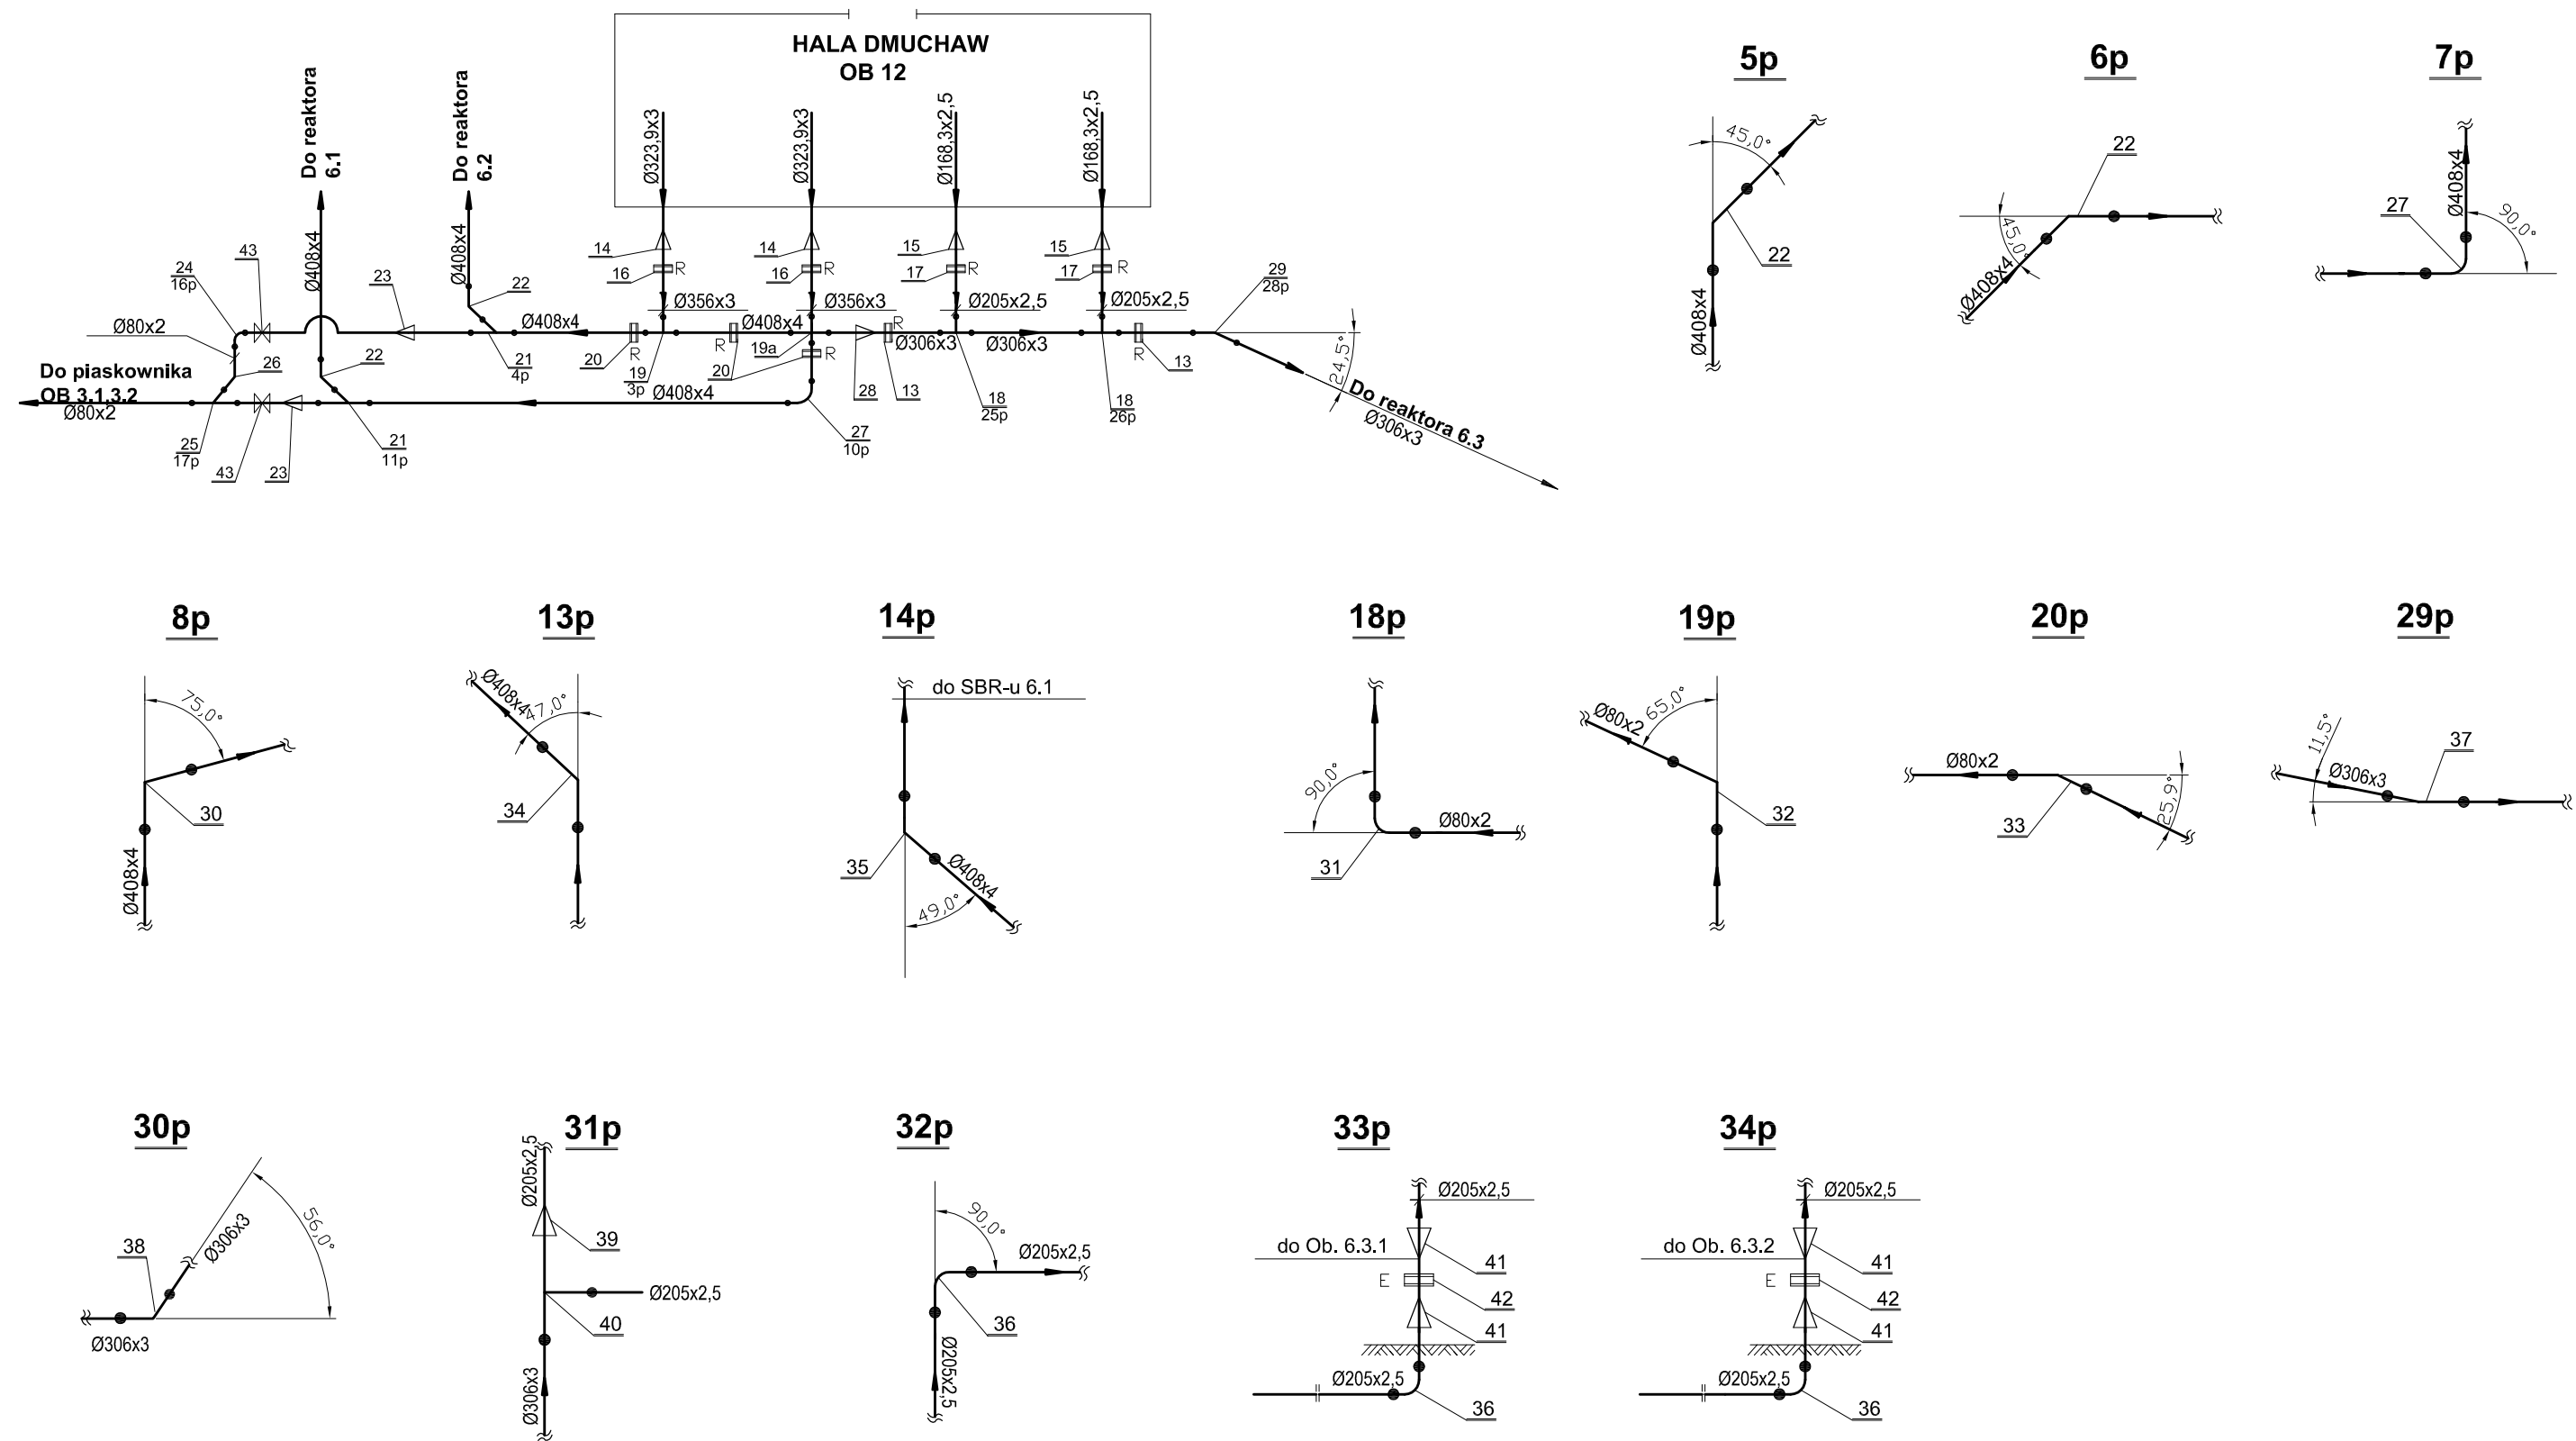 HALA DMUCHAW
OB 12
Do reaktora
6.1
Do reaktora
6.2
Ø323,9x3
Ø323,9x3
Ø168,3x2,5
Ø168,3x2,5
Ø408x4
Ø408x4
14
14
15
15
16
R
16
R
17
R
17
R
24
16p
43
23
22
29
28p
Ø356x3
Ø356x3
Ø205x2,5
Ø205x2,5
Ø80x2
Ø408x4
Ø408x4
R
Ø306x3
Ø306x3
24,5°
Do piaskownika
OB 3.1,3.2
Ø80x2
26
22
21
4p
20
R
R
19
3p
20
19a
R
Ø408x4
28
13
18
25p
18
26p
R
13
Do reaktora 6.3
Ø306x3
25
17p
43
23
21
11p
27
10p
5p
45,0°
22
Ø408x4
6p
22
45,0°
Ø408x4
7p
Ø408x4
27
90,0°
8p
75,0°
30
Ø408x4
13p
Ø408x4
47,0°
34
14p
do SBR-u 6.1
35
Ø408x4
49,0°
18p
90,0°
Ø80x2
31
19p
Ø80x2
65,0°
32
20p
Ø80x2
33
25,9°
29p
11,5°
Ø306x3
37
30p
56,0°
38
Ø306x3
Ø306x3
31p
Ø205x2,5
39
Ø205x2,5
40
Ø306x3
32p
90,0°
Ø205x2,5
36
Ø205x2,5
33p
Ø205x2,5
do Ob. 6.3.1
41
E
42
41
Ø205x2,5
36
34p
Ø205x2,5
do Ob. 6.3.2
41
E
42
41
Ø205x2,5
36